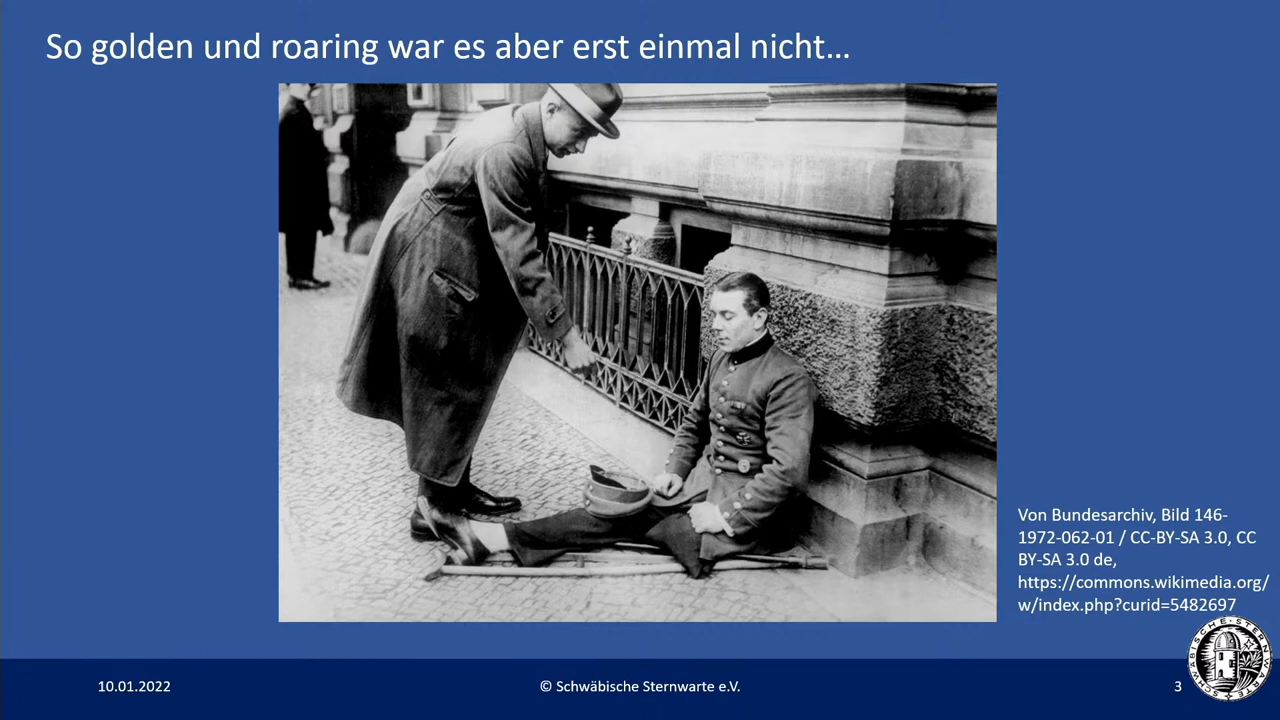 So golden und roaring war es aber erst einmal nicht…
Von Bundesarchiv, Bild 146-
1972-062-01 / CC-BY-SA 3.0, CC
BY-SA 3.0 de,
https://commons.wikimedia.org/
w/index.php?curid=5482697
10.01.2022
© Schwäbische Sternwarte e.V.
3
SCHWÄBISCHE STERNWARTE